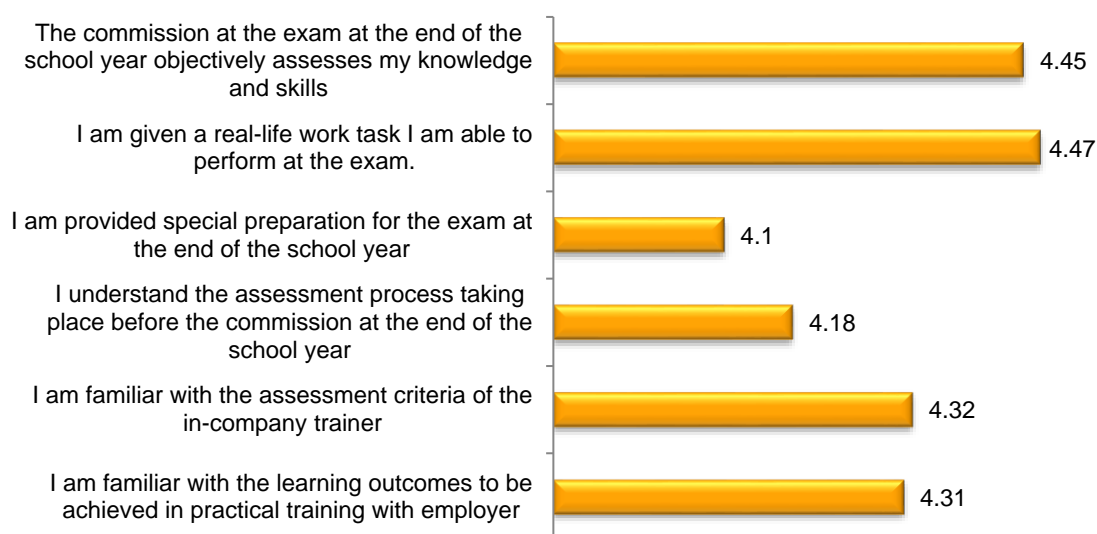 The commission at the exam at the end of the
school year objectively assesses my knowledge
and skills
4.45
I am given a real-life work task I am able to
perform at the exam.
4.47
I am provided special preparation for the exam at
the end of the school year
4.1
I understand the assessment process taking
place before the commission at the end of the
school year
4.18
I am familiar with the assessment criteria of the
in-company trainer
4.32
I am familiar with the learning outcomes to be
achieved in practical training with employer
4.31